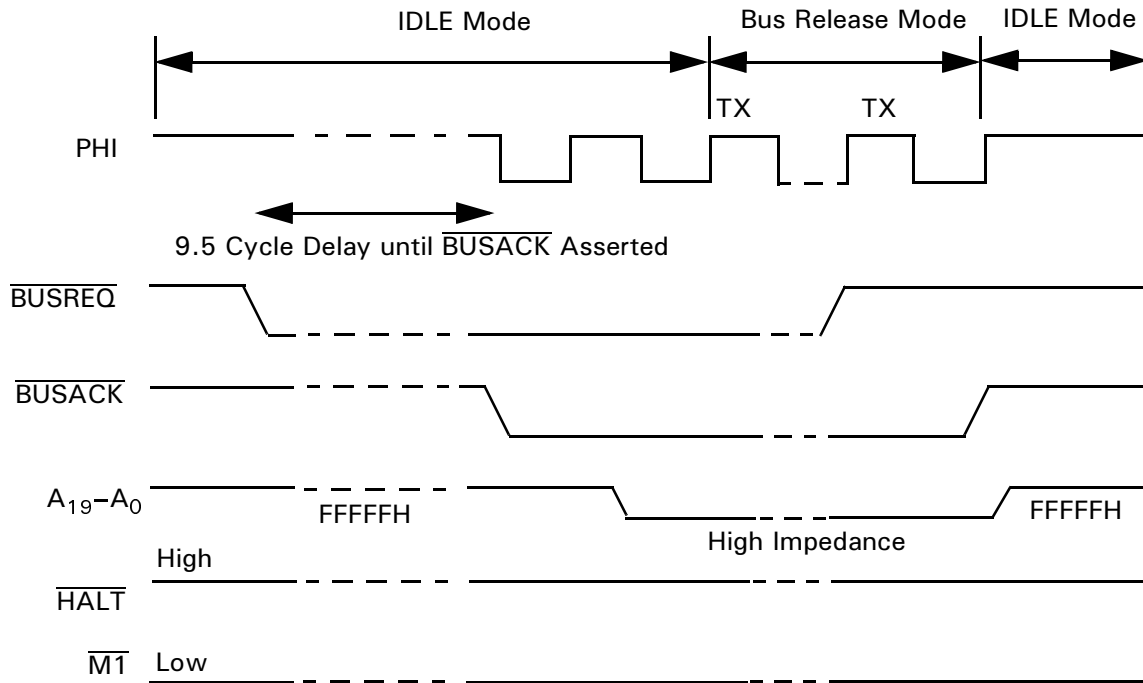 IDLE Mode
Bus Release Mode
IDLE Mode
TX
TX
PHI
9.5 Cycle Delay until BUSACK Asserted
BUSREQ
BUSACK
A19–A0
FFFFFH
FFFFFH
High Impedance
High
HALT
M1
Low